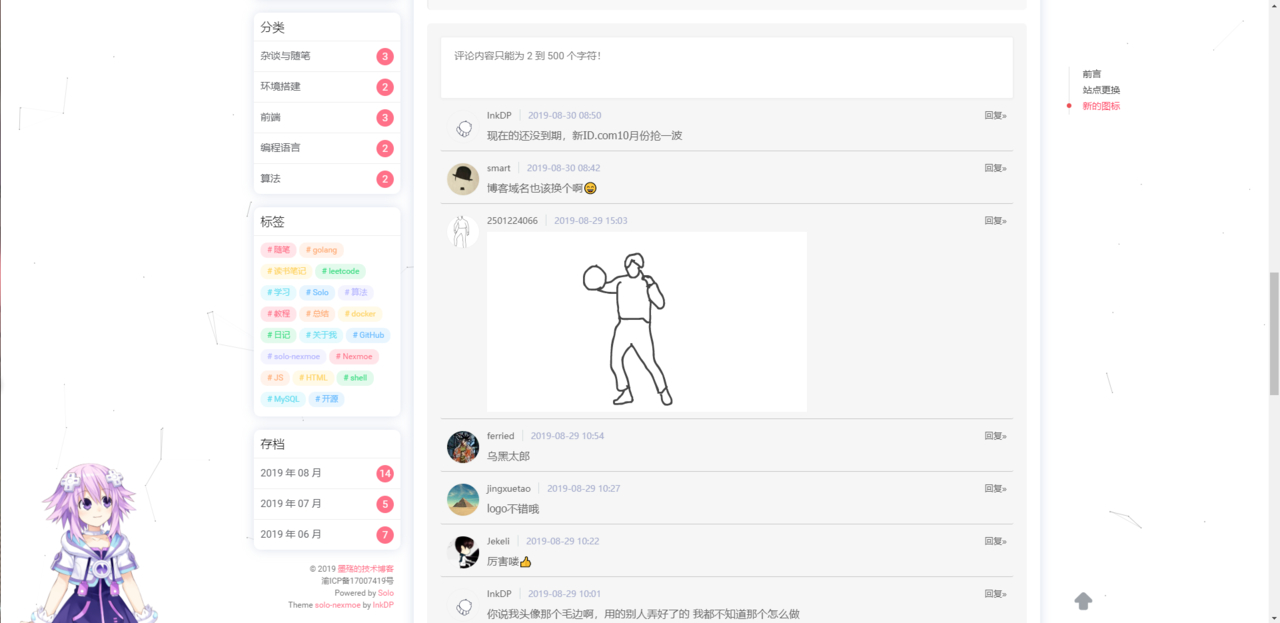 分类
杂谈与随笔 3
环境搭建 2
前端 3
编程语言 2
算法 2
标签
# 随笔 # golang
# 读书笔记 # leetcode
# 学习 # Solo # 算法
# 教程 # 总结 # docker
# 日记 # 关于我 # GitHub
# solo-nexmoe # Nexmoe
# JS # HTML # shell
# MySQL # 开源
存档
2019 年 08 月 14
2019 年 07 月 5
2019 年 06 月 7
© 2019 墨殇的技术博客
渝ICP备17007419号
Powered by Solo
Theme solo-nexmoe by InkDP
评论内容只能为 2 到 500 个字符！
InkDP 2019-08-30 08:50 回复»
现在的还没到期，新ID.com10月份抢一波
smart 2019-08-30 08:42 回复»
博客域名也该换个啊😄
2501224066 2019-08-29 15:03 回复»
ferried 2019-08-29 10:54 回复»
乌黑太郎
jingxuetao 2019-08-29 10:27 回复»
logo不错哦
Jekeli 2019-08-29 10:22 回复»
厉害喽👍
InkDP 2019-08-29 10:01 回复»
你说我头像那个毛边啊，用的别人弄好了的 我都不知道那个怎么做
前言
站点更换
新的图标